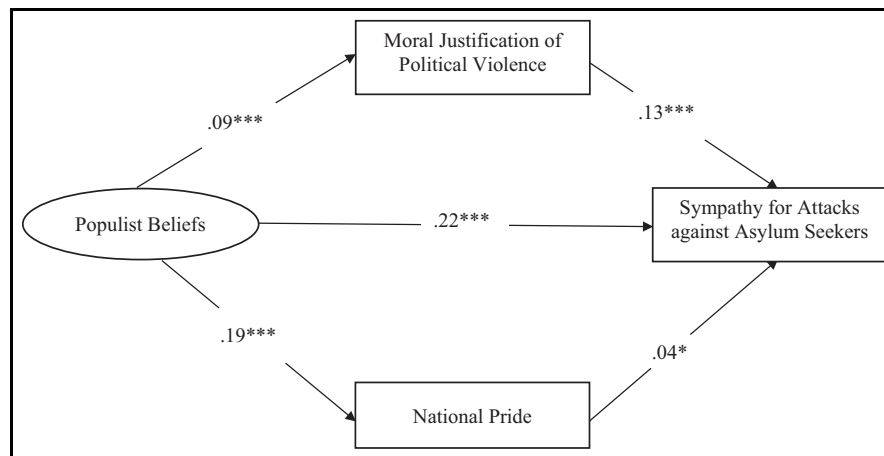 Moral Justification of
Political Violence
.09***
.13***
Populist Beliefs
.22***
Sympathy for Attacks
against Asylum Seekers
.19***
.04*
National Pride